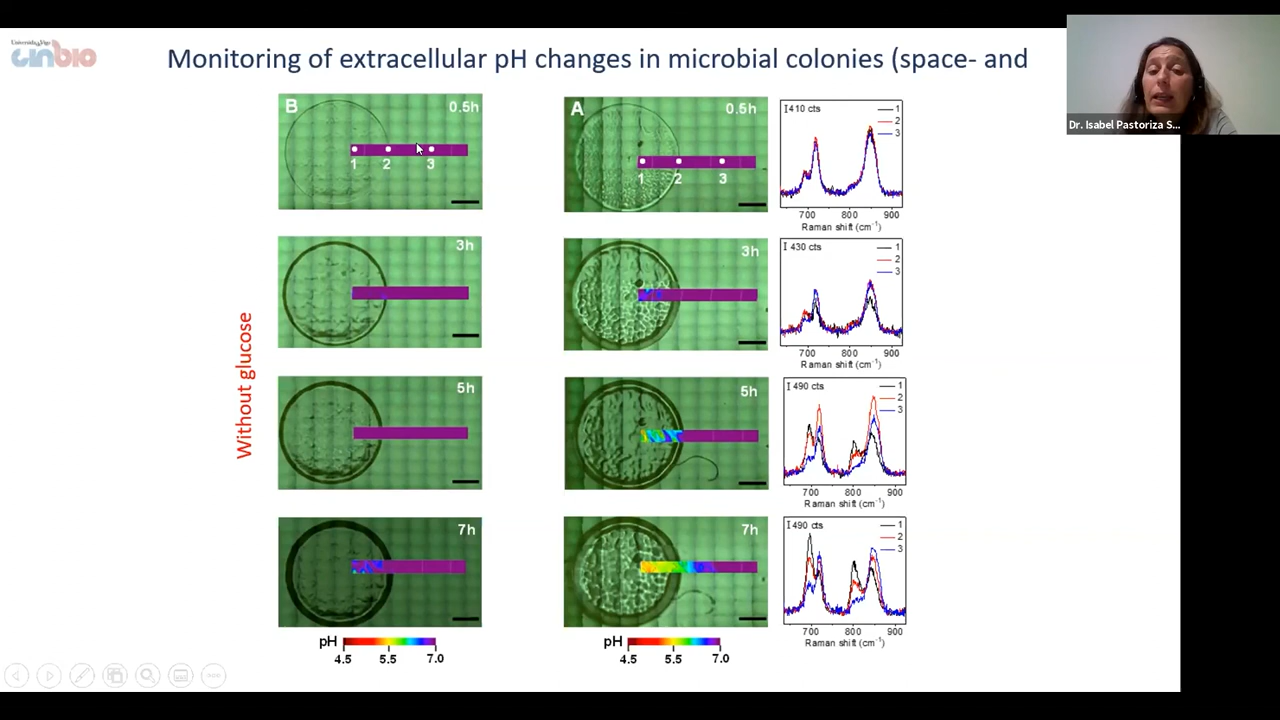 UniversidadeVigo
cinbio
Monitoring of extracellular pH changes in microbial colonies (space- and
Dr. Isabel Pastoriza S...
Without glucose
B
0.5h
1 2 3
3h
5h
7h
pH
4.5 5.5 7.0
A
0.5h
1 2 3
3h
5h
7h
pH
4.5 5.5 7.0
I 410 cts
1
2
3
700 800 900
Raman shift (cm-1)
I 430 cts
1
2
3
700 800 900
Raman shift (cm-1)
I 490 cts
1
2
3
700 800 900
Raman shift (cm-1)
I 490 cts
1
2
3
700 800 900
Raman shift (cm-1)